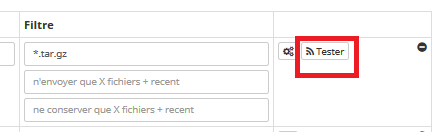 Filtre
*.tar.gz
Tester
n'envoyer que X fichiers + recent
ne conserver que X fichiers + recent